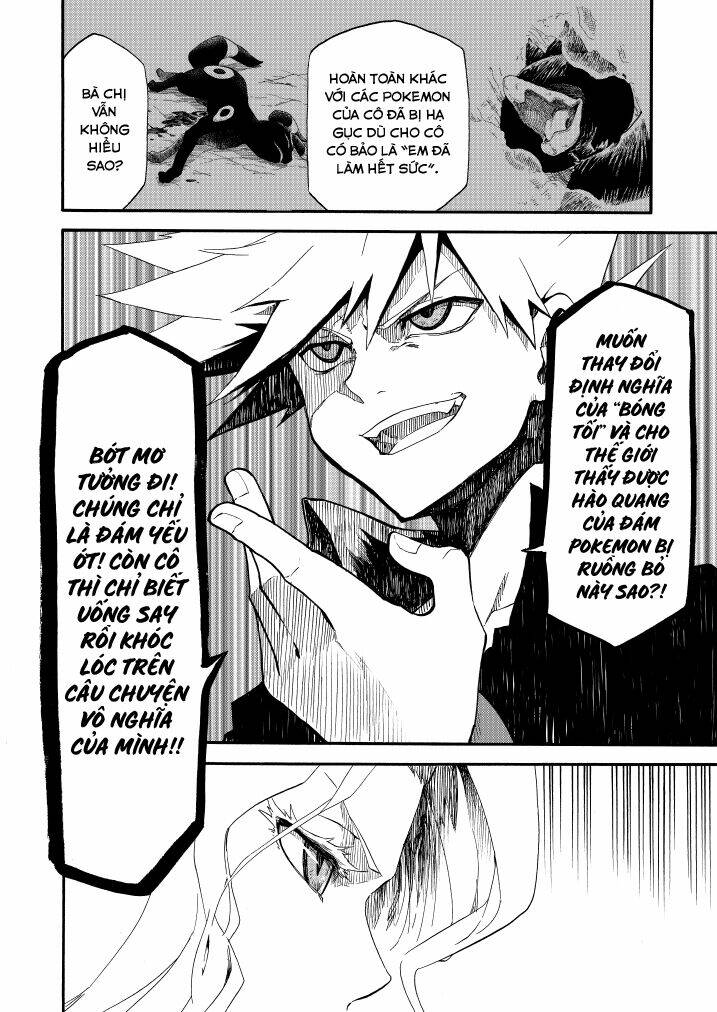 HOÀN TOÀN KHÁC
VỚI CÁC POKEMON
CỦA CÔ ĐÃ BỊ HẠ
GỤC DÙ CHO CÔ
CÓ BẢO LÀ "EM ĐÃ
LÀM HẾT SỨC".
BÀ CHỊ
VẪN
KHÔNG
HIỂU
SAO?
MUỐN
THAY ĐỔI
ĐỊNH NGHĨA
CỦA "BÓNG
TỐI" VÀ CHO
THẾ GIỚI
THẤY ĐƯỢC
HÀO QUANG
CỦA ĐÁM
POKEMON BỊ
RUỒNG BỎ
NÀY SAO?!
BỚT MƠ
TƯỞNG ĐI!
CHÚNG CHỈ
LÀ ĐÁM YẾU
ỚT! CÒN CÔ
THÌ CHỈ BIẾT
UỐNG SAY
RỒI KHÓC
LÓC TRÊN
CÂU CHUYỆN
VÔ NGHĨA
CỦA MÌNH!!